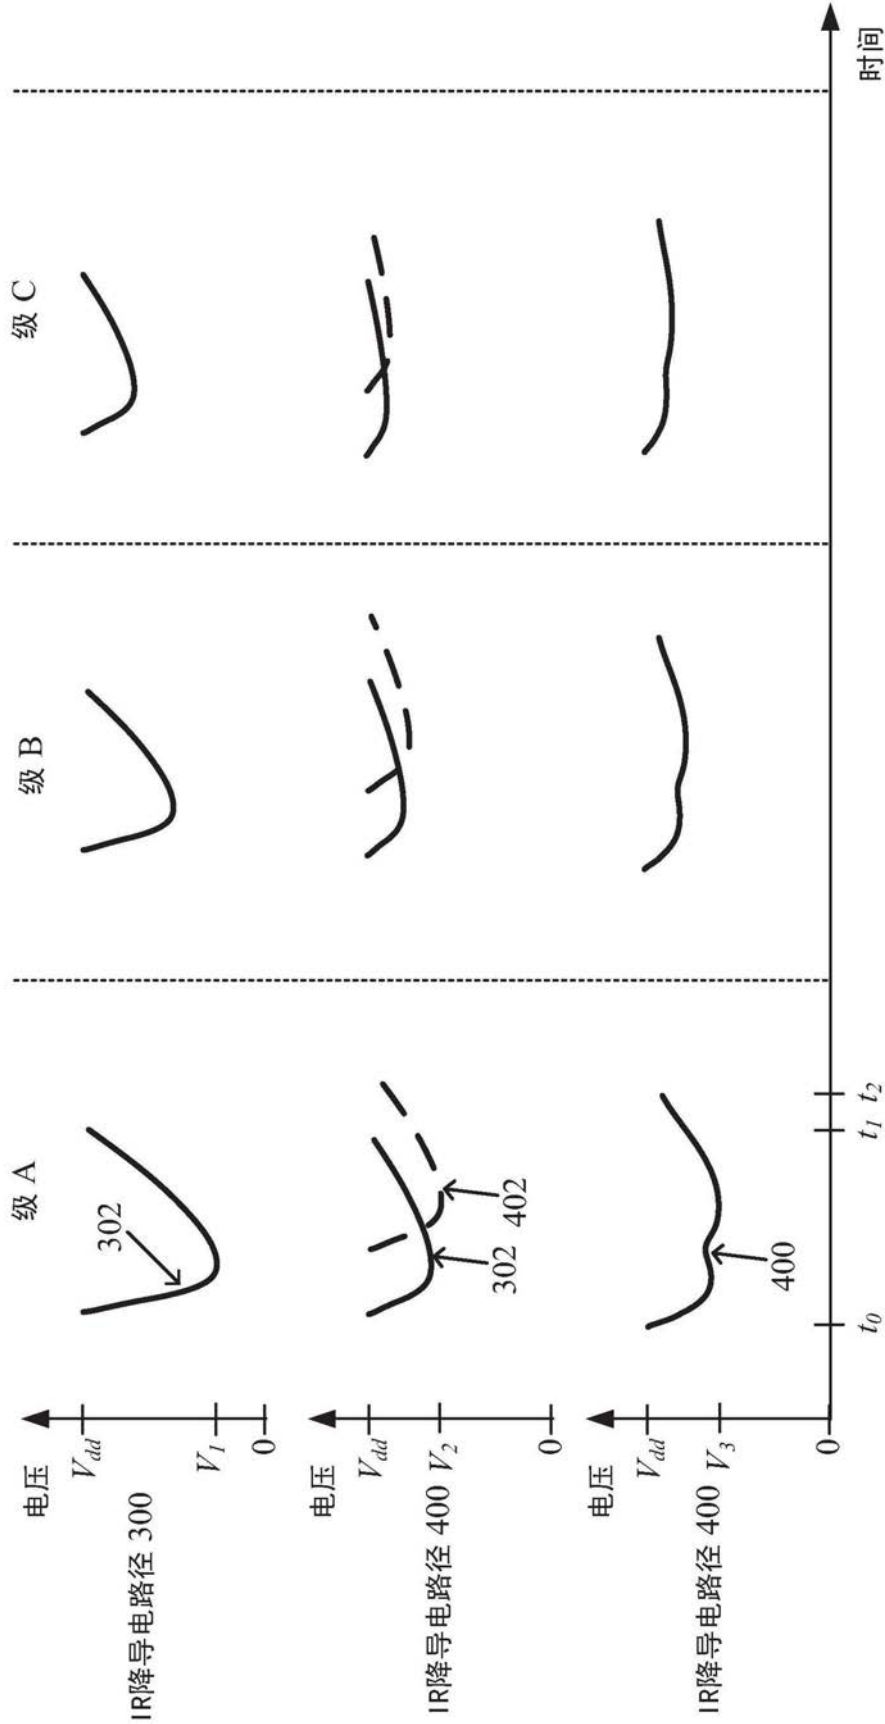 级 A
级 B
级 C
电压
V_dd
302
V_1
0
IR降导电路径 300
电压
V_dd
V_2
402
302
0
IR降导电路径 400
电压
V_dd
V_3
400
0
IR降导电路径 400
t_0
t_1
t_2
时间